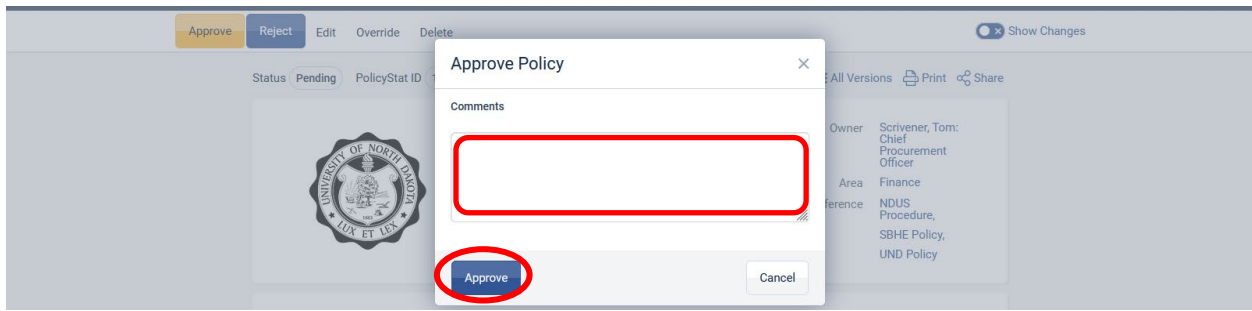 Approve Reject Edit Override Delete Show Changes
Status Pending PolicyStat ID
All Versions Print Share
Approve Policy
Comments
Approve Cancel
UNIVERSITY OF NORTH DAKOTA
1883
LUX ET LEX
Owner Scrivener, Tom:
Chief
Procurement
Officer
Area Finance
ference NDUS
Procedure,
SBHE Policy,
UND Policy